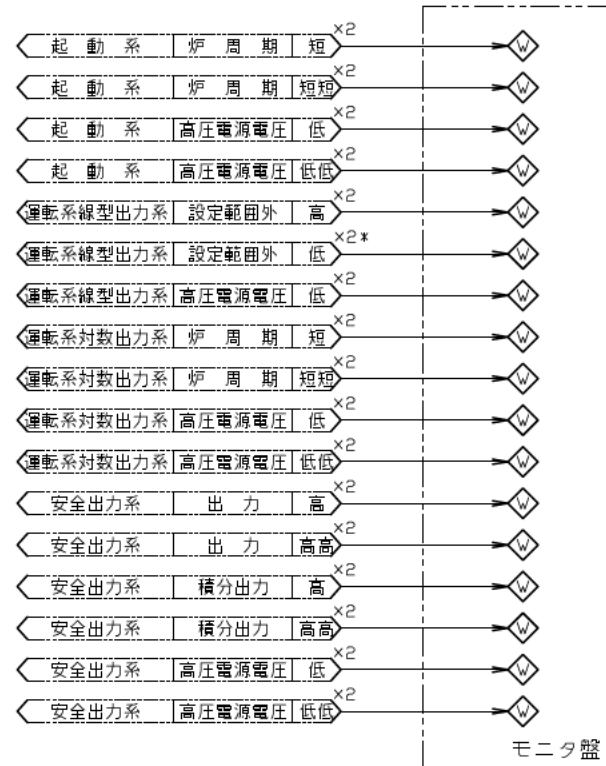 起動系 炉周期 短 ×2 W
起動系 炉周期 短短 ×2 W
起動系 高圧電源電圧 低 ×2 W
起動系 高圧電源電圧 低低 ×2 W
運転系線型出力系 設定範囲外 高 ×2 W
運転系線型出力系 設定範囲外 低 ×2* W
運転系線型出力系 高圧電源電圧 低 ×2 W
運転系対数出力系 炉周期 短 ×2 W
運転系対数出力系 炉周期 短短 ×2 W
運転系対数出力系 高圧電源電圧 低 ×2 W
運転系対数出力系 高圧電源電圧 低低 ×2 W
安全出力系 出力 高 ×2 W
安全出力系 出力 高高 ×2 W
安全出力系 積分出力 高 ×2 W
安全出力系 積分出力 高高 ×2 W
安全出力系 高圧電源電圧 低 ×2 W
安全出力系 高圧電源電圧 低低 ×2 W
モニタ盤